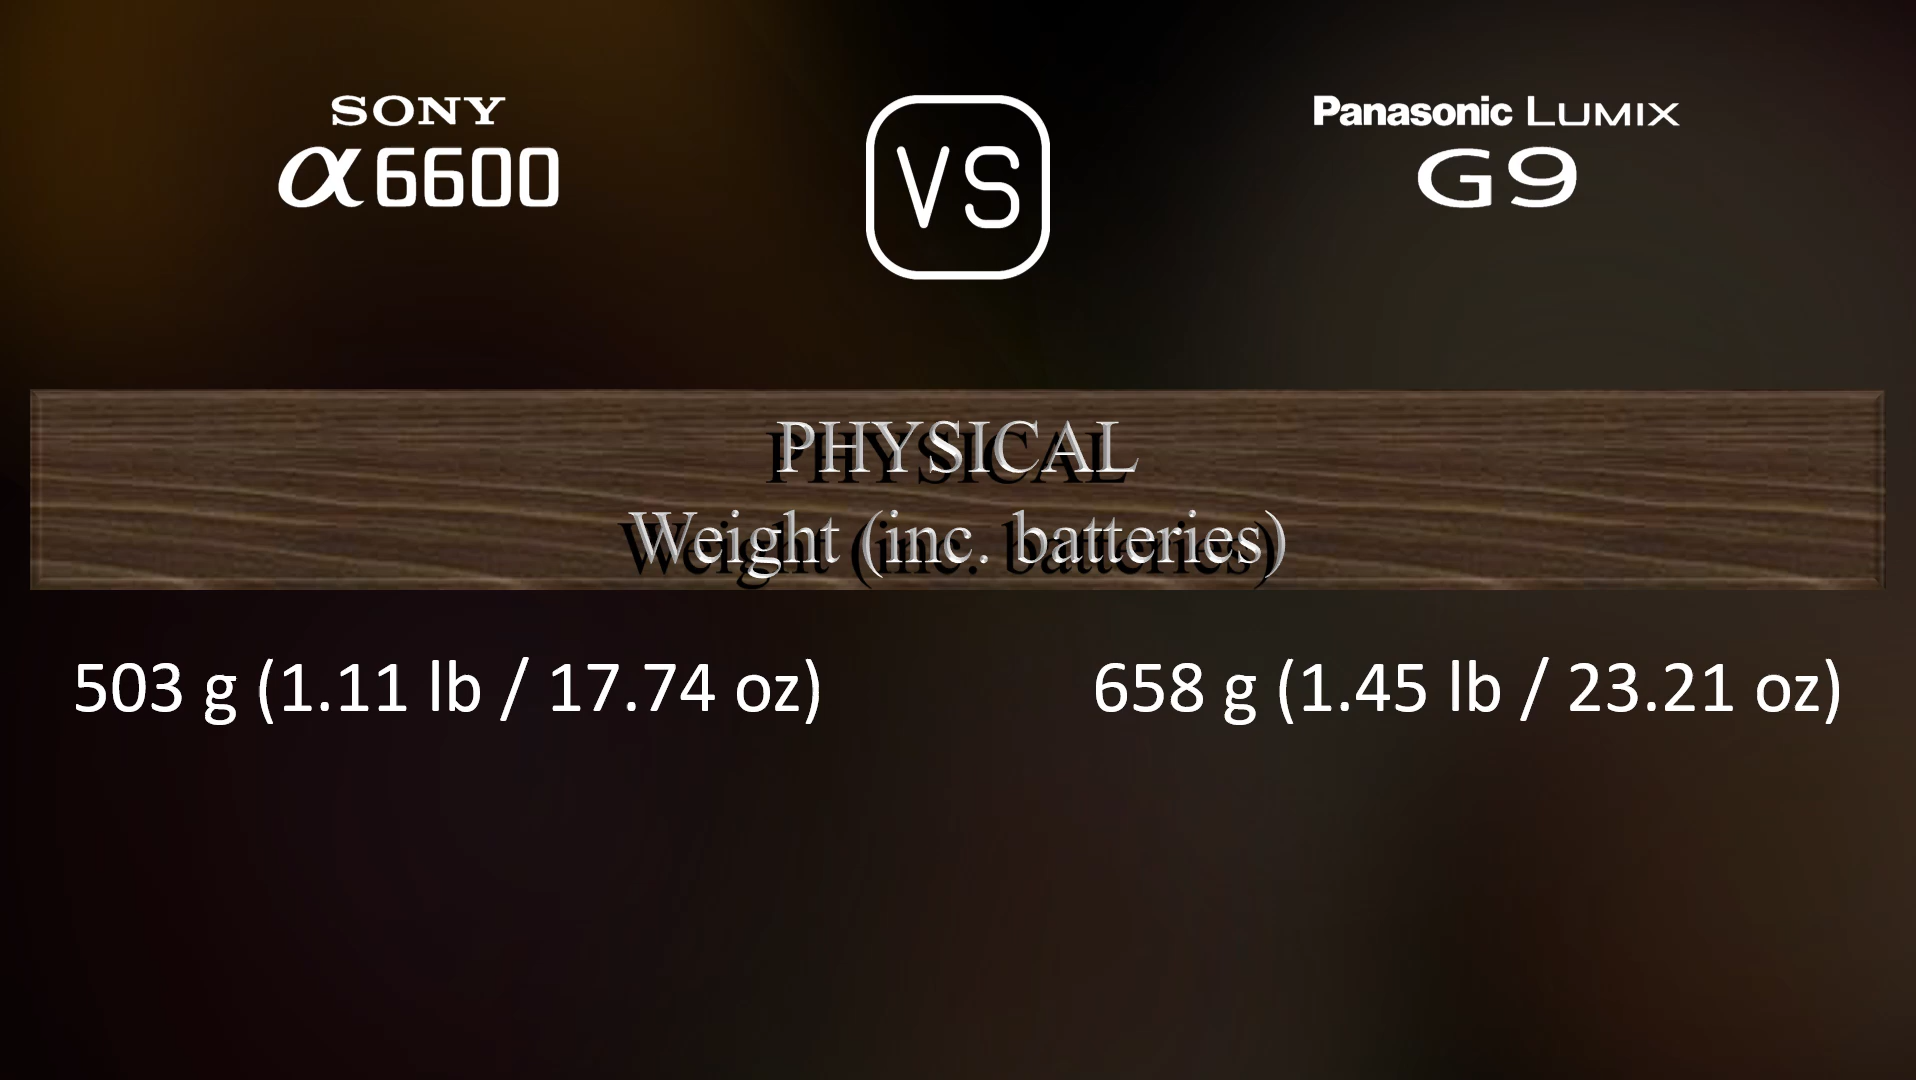 SONY
α6600
VS
Panasonic LUMIX
G9
PHYSICAL
Weight (inc. batteries)
503 g (1.11 lb / 17.74 oz)
658 g (1.45 lb / 23.21 oz)